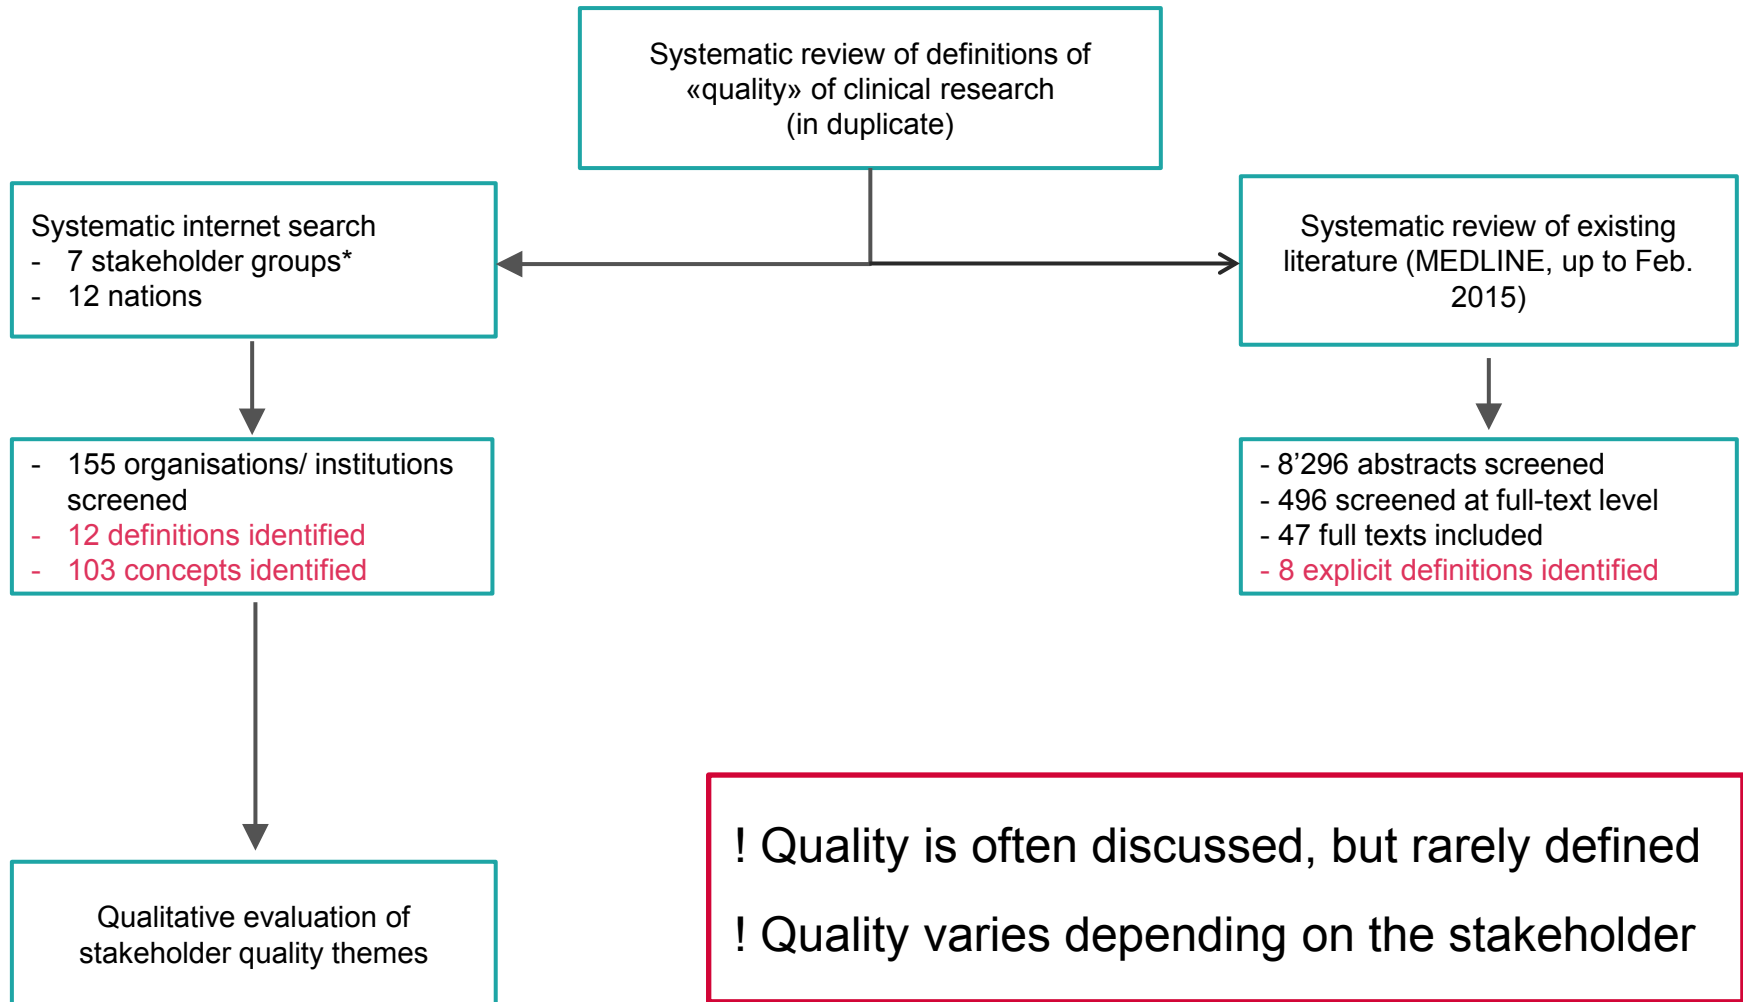 Systematic review of definitions of
«quality» of clinical research
(in duplicate)
Systematic internet search
- 7 stakeholder groups*
- 12 nations
Systematic review of existing
literature (MEDLINE, up to Feb.
2015)
- 155 organisations/ institutions
screened
- 12 definitions identified
- 103 concepts identified
- 8’296 abstracts screened
- 496 screened at full-text level
- 47 full texts included
- 8 explicit definitions identified
Qualitative evaluation of
stakeholder quality themes
! Quality is often discussed, but rarely defined
! Quality varies depending on the stakeholder